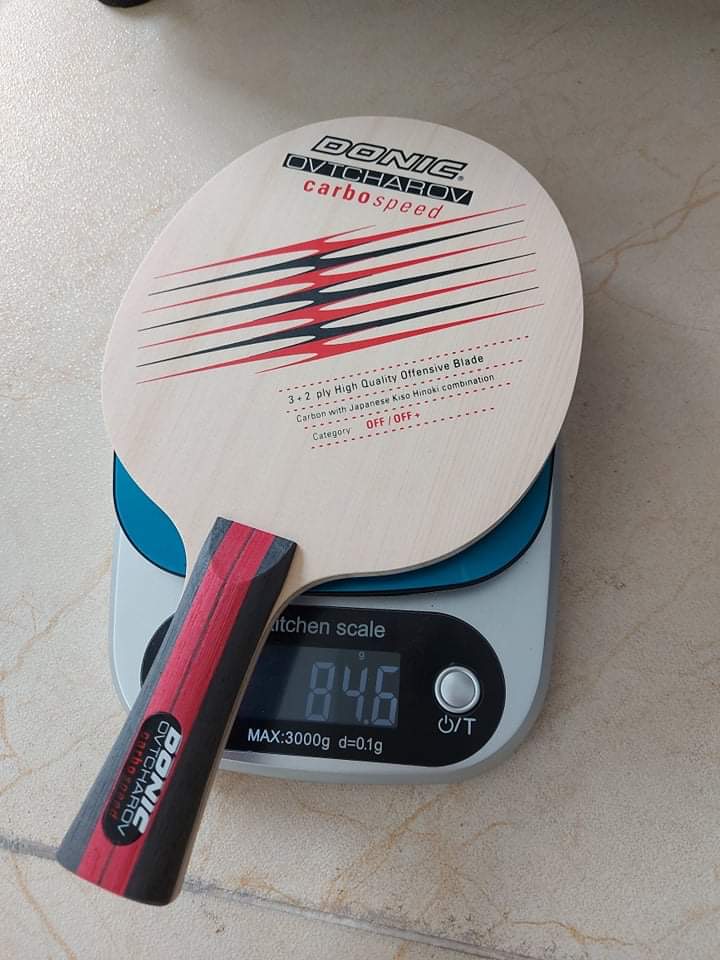 DONIC®
OVTCHAROV
carbospeed
3 + 2 ply High Quality Offensive Blade
Carbon with Japanese Kiso Hinoki combination
Category OFF / OFF +
kitchen scale
g
84.6
MAX:3000g d=0.1g
⏻/T
DONIC
OVTCHAROV
carbospeed